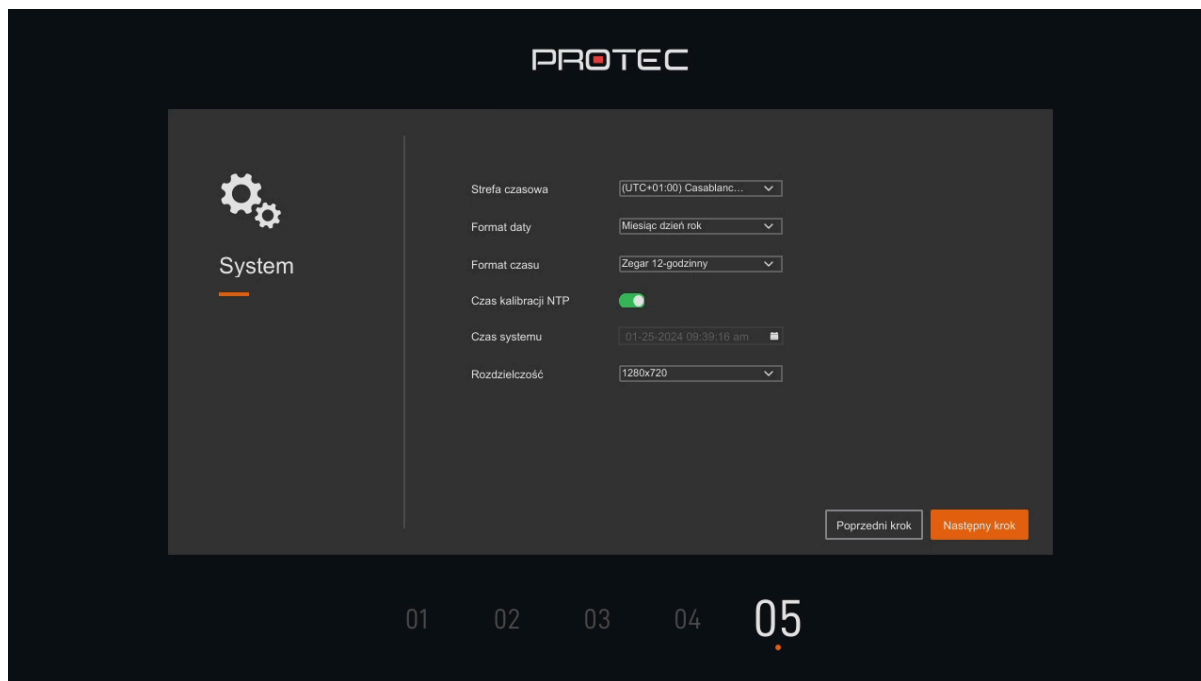 PROTEC
System
Strefa czasowa (UTC+01:00) Casablanc...
Format daty Miesiąc dzień rok
Format czasu Zegar 12-godzinny
Czas kalibracji NTP
Czas systemu 01-25-2024 09:39:16 am
Rozdzielczość 1280x720
Poprzedni krok Następny krok
01 02 03 04 05